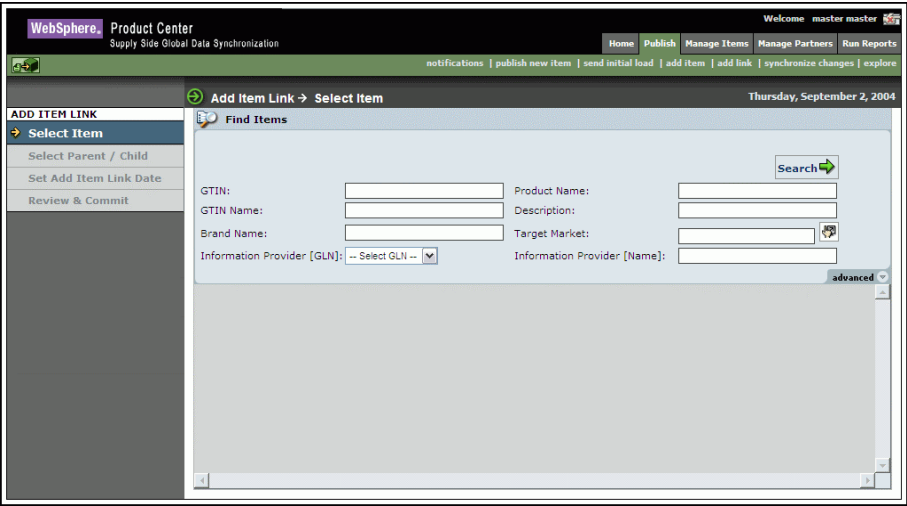 WebSphere. Product Center
Supply Side Global Data Synchronization
Welcome master master
Home Publish Manage Items Manage Partners Run Reports
notifications | publish new item | send initial load | add item | add link | synchronize changes | explore
Add Item Link → Select Item
Thursday, September 2, 2004
ADD ITEM LINK
Select Item
Select Parent / Child
Set Add Item Link Date
Review & Commit
Find Items
Search
GTIN: Product Name:
GTIN Name: Description:
Brand Name: Target Market:
Information Provider [GLN]: -- Select GLN -- Information Provider [Name]:
advanced